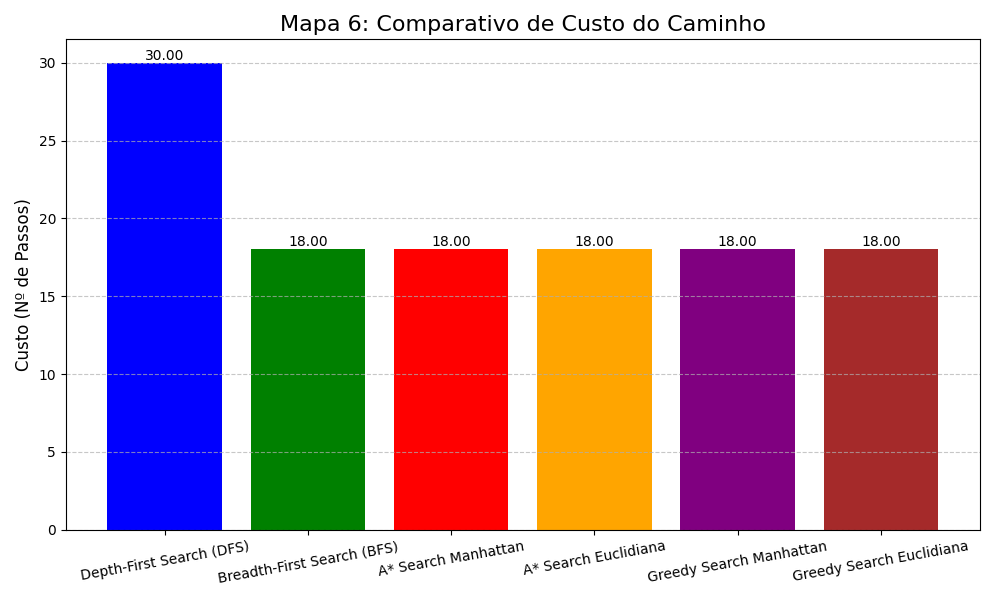 Mapa 6: Comparativo de Custo do Caminho
Custo (Nº de Passos)
30
25
20
15
10
5
0
30.00
18.00
18.00
18.00
18.00
18.00
Depth-First Search (DFS)
Breadth-First Search (BFS)
A* Search Manhattan
A* Search Euclidiana
Greedy Search Manhattan
Greedy Search Euclidiana